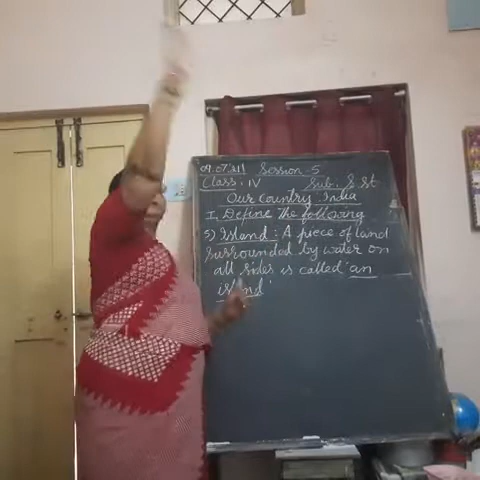 09.07.21 Session-5
Class: IV Sub: S.St
Our Country, India
I. Define the following
5) Island: A piece of land
surrounded by water on
all sides is called 'an
island'